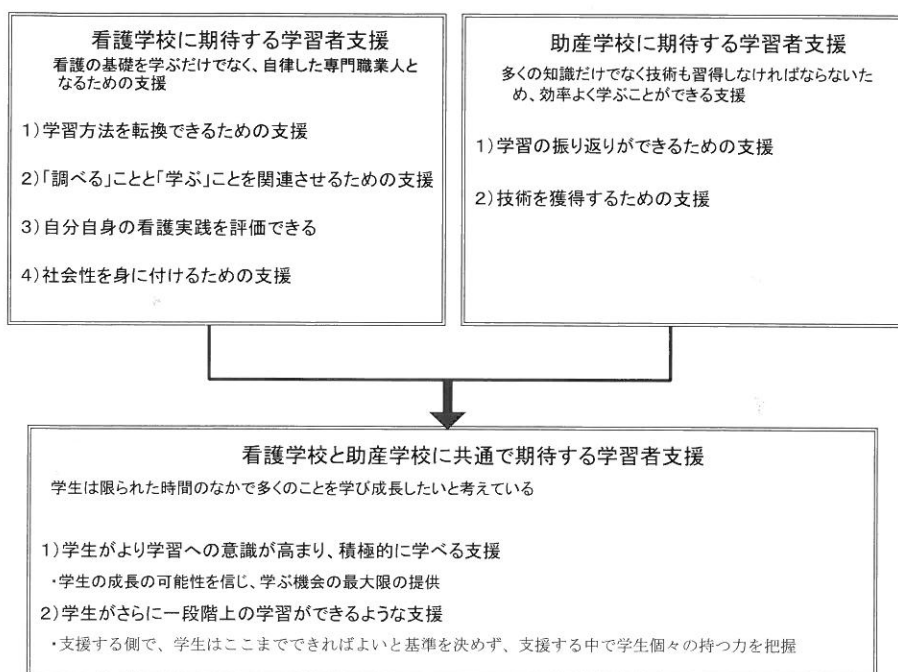 看護学校に期待する学習者支援
看護の基礎を学ぶだけでなく、自律した専門職業人と
なるための支援
1)学習方法を転換できるための支援
2)「調べる」ことと「学ぶ」ことを関連させるための支援
3)自分自身の看護実践を評価できる
4)社会性を身に付けるための支援
助産学校に期待する学習者支援
多くの知識だけでなく技術も習得しなければならないた
め、効率よく学ぶことができる支援
1)学習の振り返りができるための支援
2)技術を獲得するための支援
看護学校と助産学校に共通で期待する学習者支援
学生は限られた時間のなかで多くのことを学び成長したいと考えている
1)学生がより学習への意識が高まり、積極的に学べる支援
・学生の成長の可能性を信じ、学ぶ機会の最大限の提供
2)学生がさらに一段階上の学習ができるような支援
・支援する側で、学生はここまでできればよいと基準を決めず、支援する中で学生個々の持つ力を把握